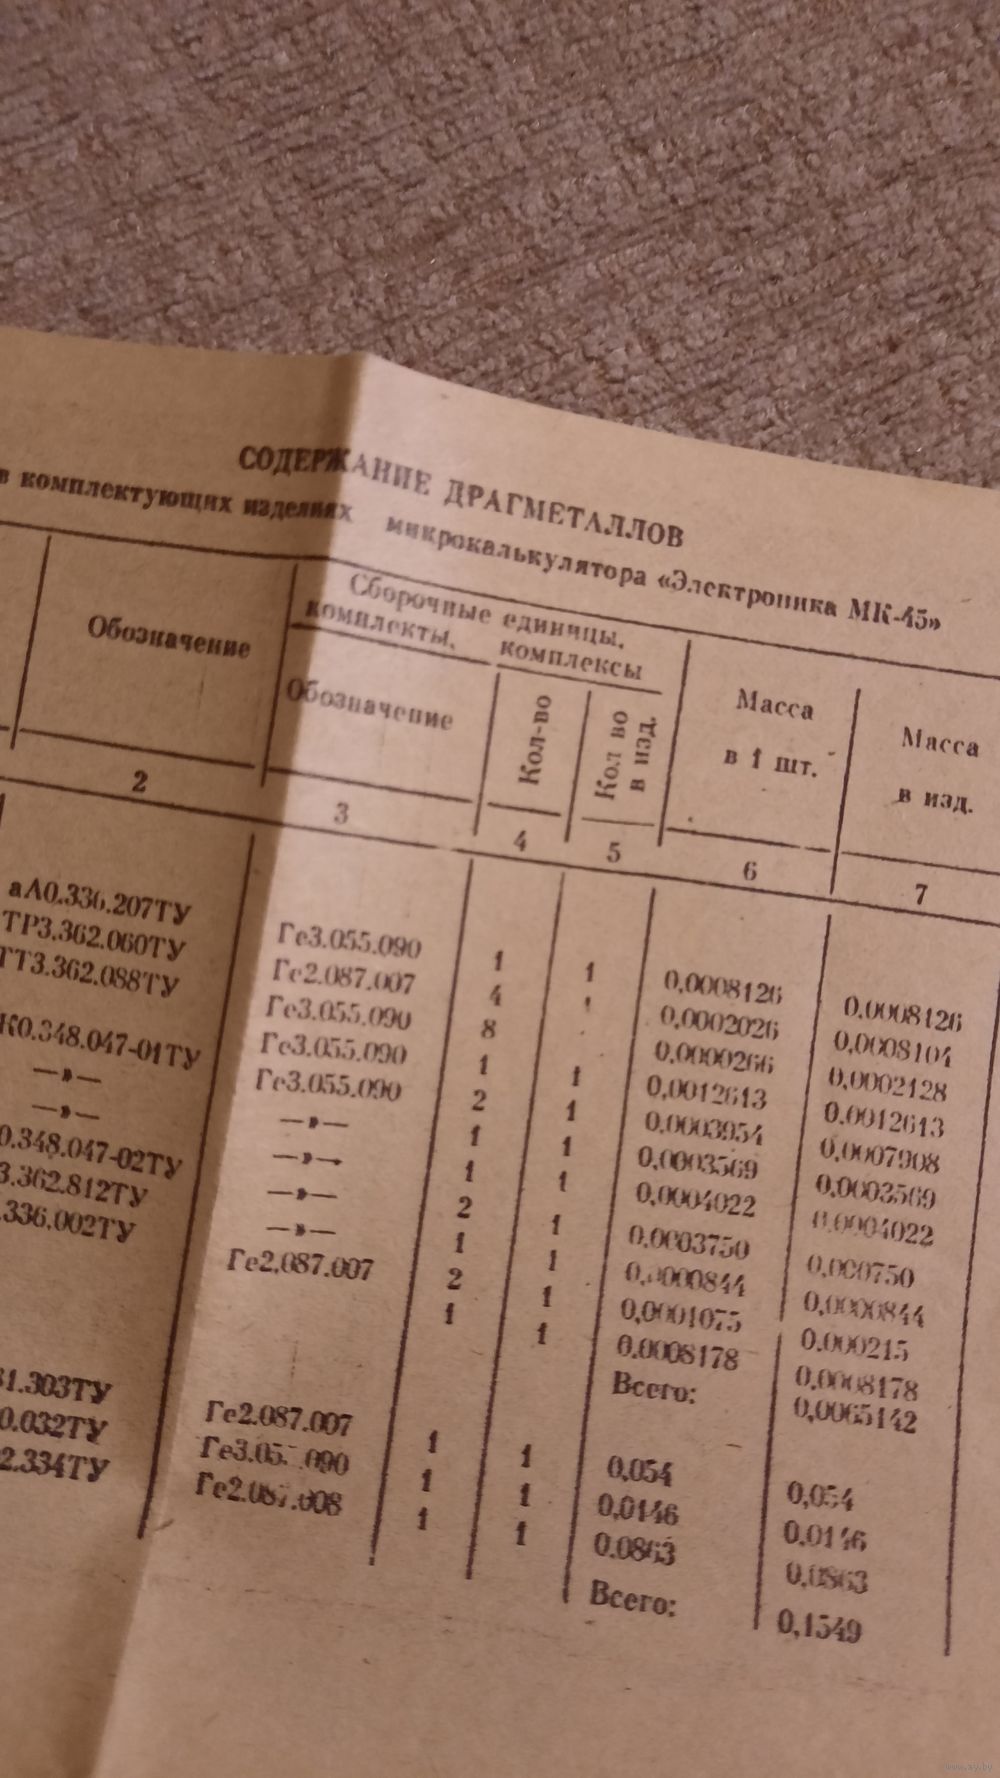 СОДЕРЖАНИЕ ДРАГМЕТАЛЛОВ
в комплектующих изделиях микрокалькулятора «Электроника МК-45»
Обозначение
Сборочные единицы, комплекты, комплексы
Обозначение
Кол-во
Кол во в изд.
Масса в 1 шт.
Масса в изд.
2 3 4 5 6 7
аА0.336.207ТУ Ге3.055.090 1 1 0,0008126 0,0008126
ТР3.362.060ТУ Ге2.087.007 4 0,0002026 0,0008104
ТТ3.362.088ТУ Ге3.055.090 8 0,0000266 0,0002128
К0.348.047-01ТУ Ге3.055.090 1 1 0,0012613 0,0012613
—»— Ге3.055.090 2 1 0,0003954 0,0007908
—»— —»— 1 1 0,0003569 0,0003569
0.348.047-02ТУ —»— 1 1 0,0004022 0,0004022
3.362.812ТУ —»— 2 1 0,0003750 0,000750
.336.002ТУ —»— 1 1 0,0000844 0,0000844
Ге2.087.007 2 1 0,0001075 0,000215
1 1 0,0008178 0,0008178
Всего: 0,0065142
31.303ТУ Ге2.087.007 1 1 0,054 0,054
0.032ТУ Ге3.055.090 1 1 0,0146 0,0146
2.334ТУ Ге2.087.008 1 1 0.0863 0,0863
Всего: 0,1549